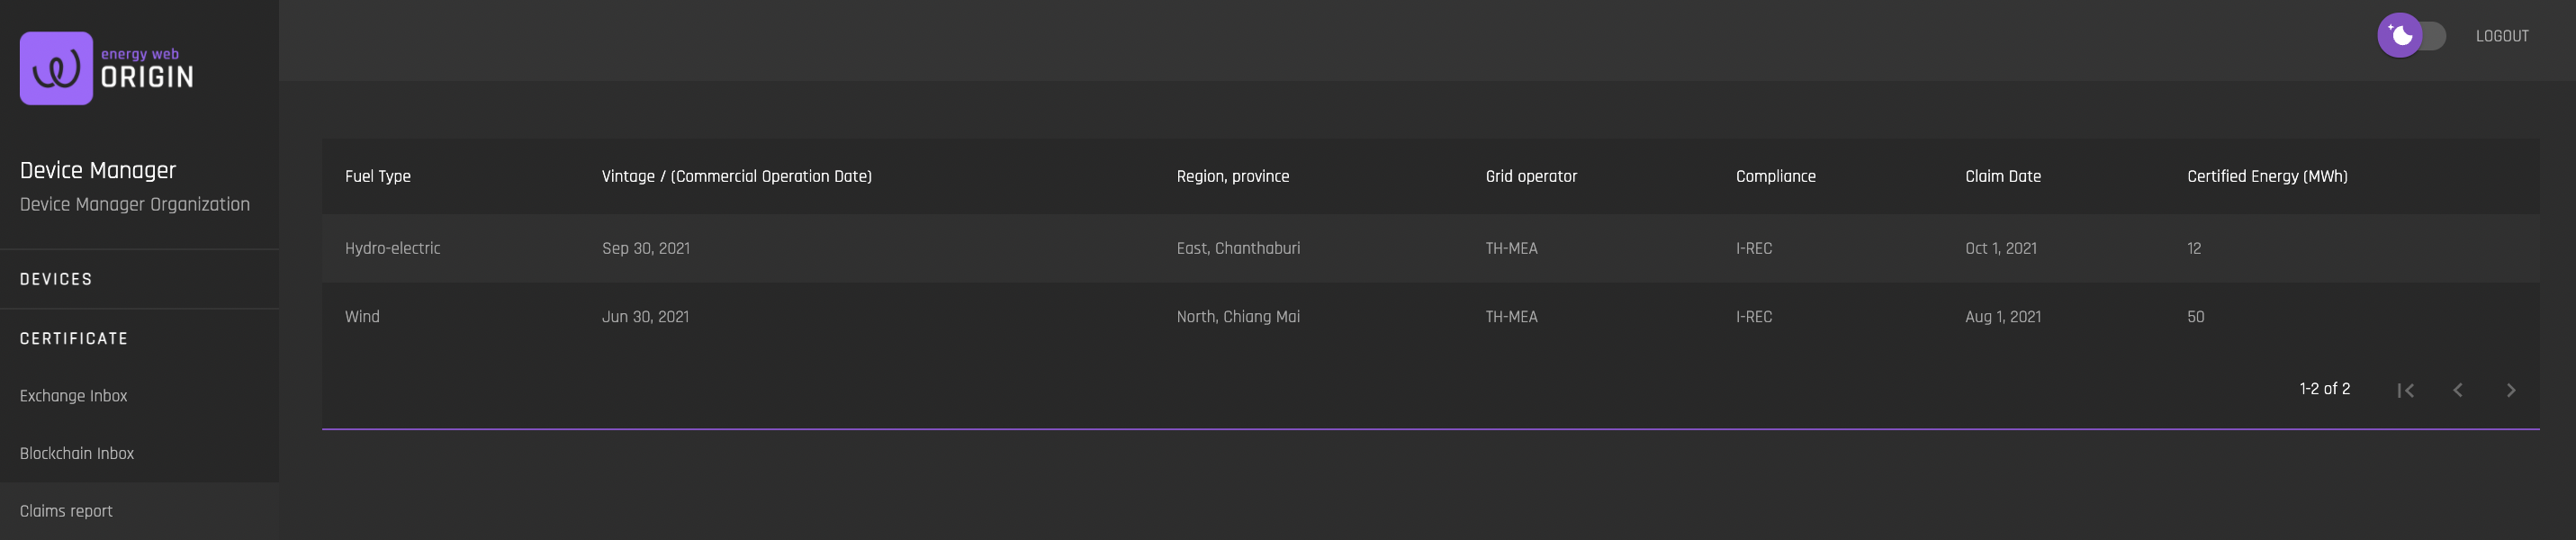 energy web
ORIGIN
LOGOUT
Device Manager
Device Manager Organization
DEVICES
CERTIFICATE
Exchange Inbox
Blockchain Inbox
Claims report
Fuel Type Vintage / (Commercial Operation Date) Region, province Grid operator Compliance Claim Date Certified Energy (MWh)
Hydro-electric Sep 30, 2021 East, Chanthaburi TH-MEA I-REC Oct 1, 2021 12
Wind Jun 30, 2021 North, Chiang Mai TH-MEA I-REC Aug 1, 2021 50
1-2 of 2